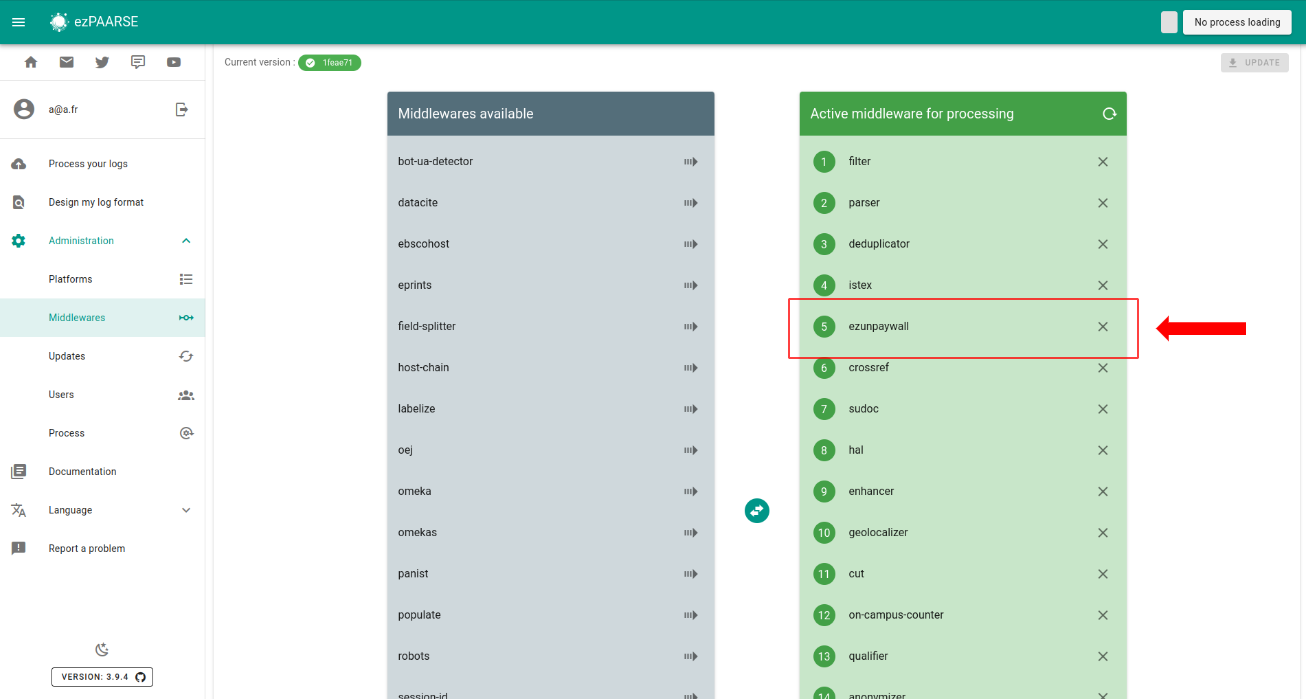 ezPAARSE
No process loading
Current version : 1feae71
UPDATE
a@a.fr
Process your logs
Design my log format
Administration
Platforms
Middlewares
Updates
Users
Process
Documentation
Language
Report a problem
VERSION: 3.9.4
Middlewares available
bot-ua-detector
datacite
ebscohost
eprints
field-splitter
host-chain
labelize
oej
omeka
omekas
panist
populate
robots
session-id
Active middleware for processing
1 filter
2 parser
3 deduplicator
4 istex
5 ezunpaywall
6 crossref
7 sudoc
8 hal
9 enhancer
10 geolocalizer
11 cut
12 on-campus-counter
13 qualifier
14 anonymizer